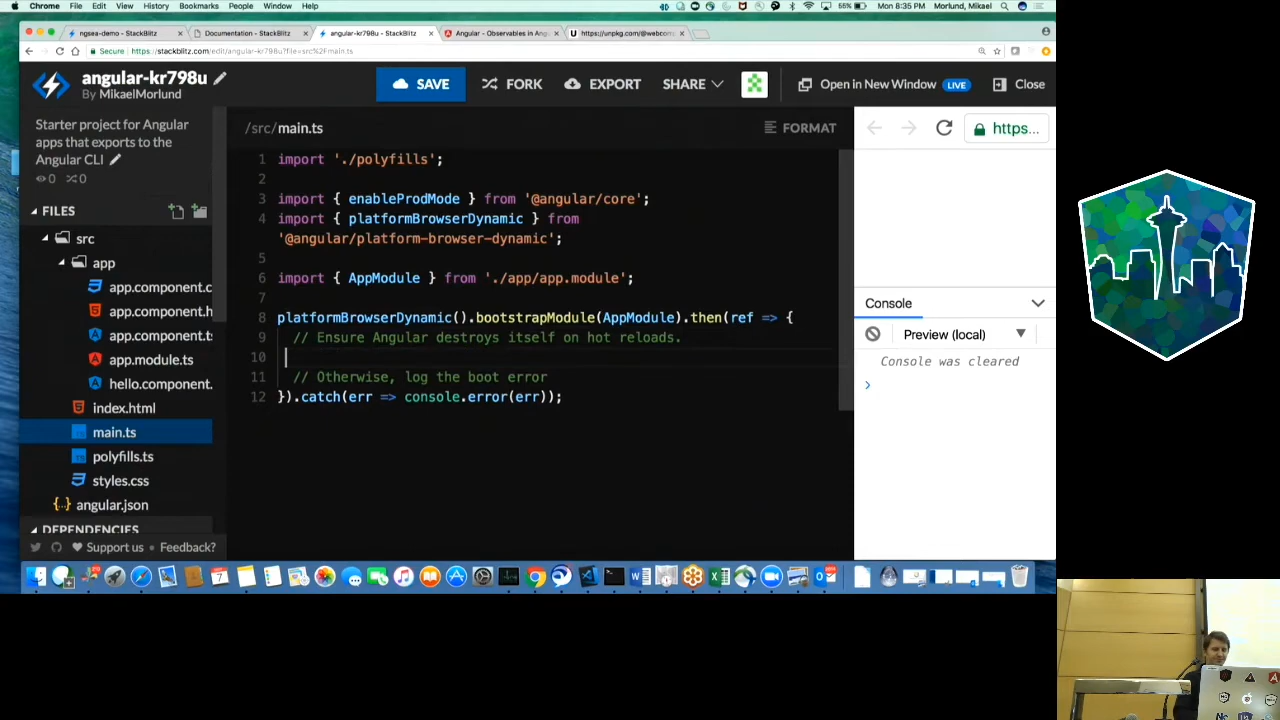 Chrome File Edit View History Bookmarks People Window Help 55% Mon 8:35 PM Morlund, Mikael
ngsea-demo - StackBlitz Documentation - StackBlitz angular-kr798u - StackBlitz Angular - Observables in Ang https://unpkg.com/@webcom
Secure https://stackblitz.com/edit/angular-kr798u?file=src%2Fmain.ts
angular-kr798u
By MikaelMorlund
SAVE FORK EXPORT SHARE Open in New Window LIVE Close
Starter project for Angular
apps that exports to the
Angular CLI
0 0
FILES
src
app
app.component.c
app.component.h
app.component.ts
app.module.ts
hello.component.
index.html
main.ts
polyfills.ts
styles.css
angular.json
DEPENDENCIES
Support us • Feedback?
/src/main.ts FORMAT
1 import './polyfills';
2
3 import { enableProdMode } from '@angular/core';
4 import { platformBrowserDynamic } from
'@angular/platform-browser-dynamic';
5
6 import { AppModule } from './app/app.module';
7
8 platformBrowserDynamic().bootstrapModule(AppModule).then(ref => {
9 // Ensure Angular destroys itself on hot reloads.
10
11 // Otherwise, log the boot error
12 }).catch(err => console.error(err));
https...
Console
Preview (local)
Console was cleared
>